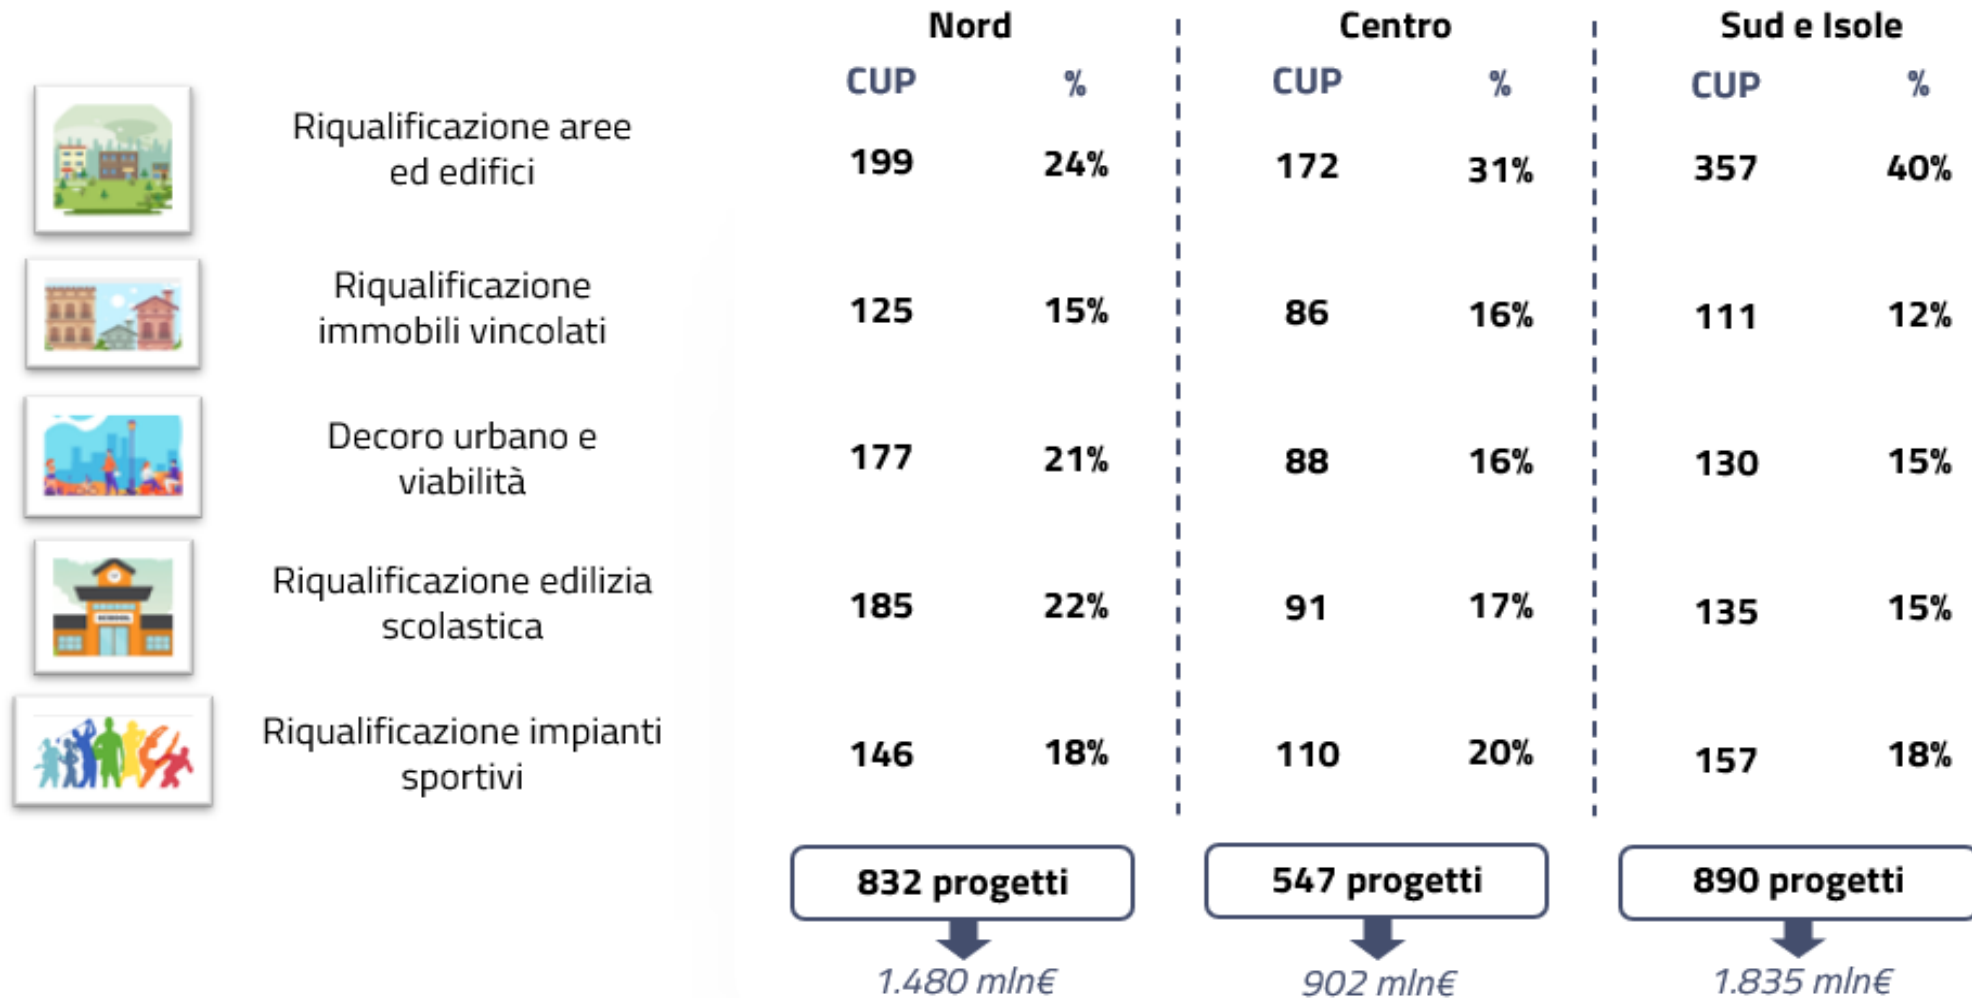 Nord Centro Sud e Isole
CUP % CUP % CUP %
Riqualificazione aree
ed edifici
199 24% 172 31% 357 40%
Riqualificazione
immobili vincolati
125 15% 86 16% 111 12%
Decoro urbano e
viabilità
177 21% 88 16% 130 15%
SCHOOL
Riqualificazione edilizia
scolastica
185 22% 91 17% 135 15%
Riqualificazione impianti
sportivi
146 18% 110 20% 157 18%
832 progetti 547 progetti 890 progetti
1.480 mln€ 902 mln€ 1.835 mln€